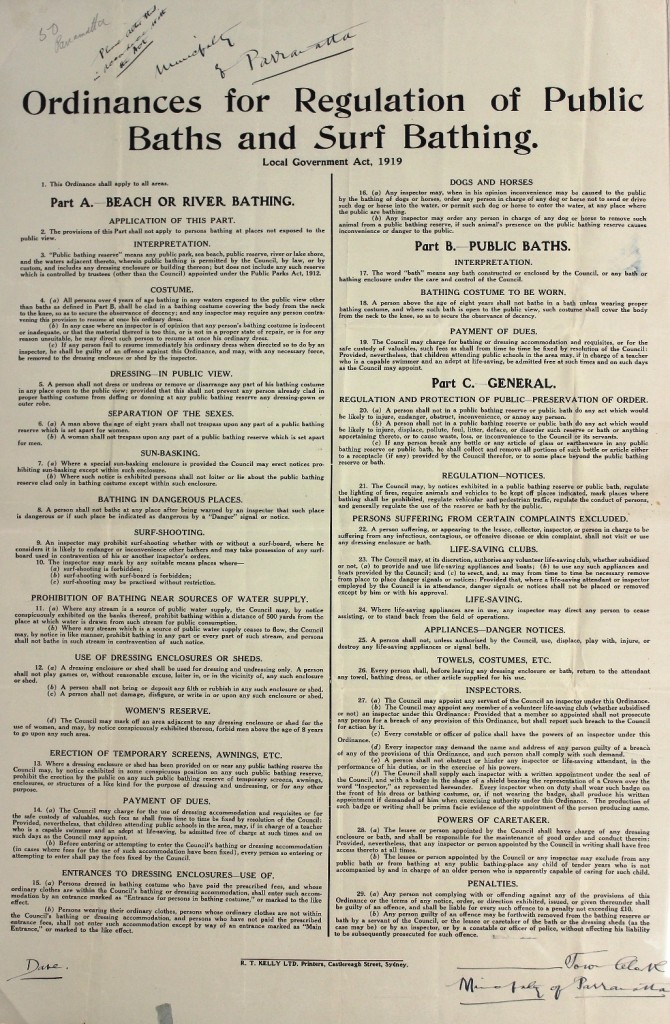 50
Parramatta
Municipality
of Parramatta
Ordinances for Regulation of Public
Baths and Surf Bathing.
Local Government Act, 1919
1. This Ordinance shall apply to all areas.
Part A.—BEACH OR RIVER BATHING.
APPLICATION OF THIS PART.
2. The provisions of this Part shall not apply to persons bathing at places not exposed to the
public view.
INTERPRETATION.
3. "Public bathing reserve" means any public park, sea beach, public reserve, river or lake shore,
and the waters adjacent thereto, wherein public bathing is permitted by the Council, by law, or by
custom, and includes any dressing enclosure or building thereon; but does not include any such reserve
which is controlled by trustees (other than the Council) appointed under the Public Parks Act, 1912.
COSTUME.
4. (a) All persons over 4 years of age bathing in any waters exposed to the public view other
than baths as defined in Part B, shall be clad in a bathing costume covering the body from the neck
to the knee, so as to secure the observance of decency; and any inspector may require any person contra-
vening this provision to resume at once his ordinary dress.
(b) In any case where an inspector is of opinion that any person's bathing costume is indecent
or inadequate, or that the material thereof is too thin, or is not in a proper state of repair, or is for any
reason unsuitable, he may direct such person to resume at once his ordinary dress.
(c) If any person fail to resume immediately his ordinary dress when directed so to do by an
inspector, he shall be guilty of an offence against this Ordinance, and may, with any necessary force,
be removed to the dressing enclosure or shed by the inspector.
DRESSING—IN PUBLIC VIEW.
5. A person shall not dress or undress or remove or disarrange any part of his bathing costume
in any place open to the public view; provided that this shall not prevent any person already clad in
proper bathing costume from doffing or donning at any public bathing reserve any dressing-gown or
outer robe.
SEPARATION OF THE SEXES.
6. (a) A man above the age of eight years shall not trespass upon any part of a public bathing
reserve which is set apart for women.
(b) A woman shall not trespass upon any part of a public bathing reserve which is set apart
for men.
SUN-BASKING.
7. (a) Where a special sun-basking enclosure is provided the Council may erect notices pro-
hibiting sun-basking except within such enclosure.
(b) Where such notice is exhibited persons shall not loiter or lie about the public bathing
reserve clad only in bathing costume except within such enclosure.
BATHING IN DANGEROUS PLACES.
8. A person shall not bathe at any place after being warned by an inspector that such place
is dangerous or if such place be indicated as dangerous by a "Danger" signal or notice.
SURF-SHOOTING.
9. An inspector may prohibit surf-shooting whether with or without a surf-board, where he
considers it is likely to endanger or inconvenience other bathers and may take possession of any surf-
board used in contravention of his or another inspector's orders.
10. The inspector may mark by any suitable means places where—
(a) surf-shooting is forbidden;
(b) surf-shooting with surf-board is forbidden;
(c) surf-shooting may be practised without restriction.
PROHIBITION OF BATHING NEAR SOURCES OF WATER SUPPLY.
11. (a) Where any stream is a source of public water supply, the Council may, by notice
conspicuously exhibited on the banks thereof, prohibit bathing within a distance of 500 yards from the
place at which water is drawn from such stream for public consumption.
(b) Where any stream which is a source of public water supply ceases to flow, the Council
may, by notice in like manner, prohibit bathing in any part or every part of such stream, and persons
shall not bathe in such stream in contravention of such notice.
USE OF DRESSING ENCLOSURES OR SHEDS.
12. (a) A dressing enclosure or shed shall be used for dressing and undressing only. A person
shall not play games or, without reasonable excuse, loiter in, or in the vicinity of, any such enclosure
or shed.
(b) A person shall not bring or deposit any filth or rubbish in any such enclosure or shed.
(c) A person shall not damage, disfigure, or write in or upon any such enclosure or shed.
WOMEN'S RESERVE.
(d) The Council may mark off an area adjacent to any dressing enclosure or shed for the
use of women, and may, by notice conspicuously exhibited thereon, forbid men above the age of 8 years
to go upon any such area.
ERECTION OF TEMPORARY SCREENS, AWNINGS, ETC.
13. Where a dressing enclosure or shed has been provided on or near any public bathing reserve the
Council may, by notice exhibited in some conspicuous position on any such public bathing reserve,
prohibit the erection by the public on any such public bathing reserve of temporary screens, awnings,
enclosures, or structures of a like kind for the purpose of dressing and undressing, or for any other
purpose.
PAYMENT OF DUES.
14. (a) The Council may charge for the use of dressing accommodation and requisites or for
the safe custody of valuables, such fees as shall from time to time be fixed by resolution of the Council:
Provided, nevertheless, that children attending public schools in the area, may, if in charge of a teacher
who is a capable swimmer and an adept at life-saving, be admitted free of charge at such times and on
such days as the Council may appoint.
(b) Before entering or attempting to enter the Council's bathing or dressing accommodation
(in cases where fees for the use of such accommodation have been fixed), every person so entering or
attempting to enter shall pay the fees fixed by the Council.
ENTRANCES TO DRESSING ENCLOSURES—USE OF.
15. (a) Persons dressed in bathing costume who have paid the prescribed fees, and whose
ordinary clothes are within the Council's bathing or dressing accommodation, shall enter such accom-
modation by an entrance marked as "Entrance for persons in bathing costume," or marked to the like
effect.
(b) Persons wearing their ordinary clothes, persons whose ordinary clothes are not within
the Council's bathing or dressing accommodation, and persons who have not paid the prescribed
entrance fees, shall not enter such accommodation except by way of an entrance marked as "Main
Entrance," or marked to the like effect.
DOGS AND HORSES
16. (a) Any inspector may, when in his opinion inconvenience may be caused to the public
by the bathing of dogs or horses, order any person in charge of any dog or horse not to send or drive
such dog or horse into the water, or permit such dog or horse to enter the water, at any place where
the public are bathing.
(b) Any inspector may order any person in charge of any dog or horse to remove such
animal from a public bathing reserve, if such animal's presence on the public bathing reserve causes
inconvenience or danger to the public.
Part B.—PUBLIC BATHS.
INTERPRETATION.
17. The word "bath" means any bath constructed or enclosed by the Council, or any bath or
bathing enclosure under the care and control of the Council.
BATHING COSTUME TO BE WORN.
18. A person above the age of eight years shall not bathe in a bath unless wearing proper
bathing costume, and where such bath is open to the public view, such costume shall cover the body
from the neck to the knee, so as to secure the observance of decency.
PAYMENT OF DUES.
19. The Council may charge for bathing or dressing accommodation and requisites, or for the
safe custody of valuables, such fees as shall from time to time be fixed by resolution of the Council:
Provided, nevertheless, that children attending public schools in the area may, if in charge of a teacher
who is a capable swimmer and an adept at life-saving, be admitted free at such times and on such days
as the Council may appoint.
Part C.—GENERAL.
REGULATION AND PROTECTION OF PUBLIC—PRESERVATION OF ORDER.
20. (a) A person shall not in a public bathing reserve or public bath do any act which would
be likely to injure, endanger, obstruct, inconvenience, or annoy any person.
(b) A person shall not in a public bathing reserve or public bath do any act which would
be likely to injure, displace, pollute, foul, litter, deface, or disorder such reserve or bath or anything
appertaining thereto, or to cause waste, loss, or inconvenience to the Council or its servants.
(c) If any person break any bottle or any article of glass or earthenware in any public
bathing reserve or public bath, he shall collect and remove all portions of such bottle or article either
to a receptacle (if any) provided by the Council therefor, or to some place beyond the public bathing
reserve or bath.
REGULATION—NOTICES.
21. The Council may, by notices exhibited in a public bathing reserve or public bath, regulate
the lighting of fires, require animals and vehicles to be kept off places indicated, mark places where
bathing shall be prohibited, regulate vehicular and pedestrian traffic, regulate the conduct of persons,
and generally regulate the use of the reserve or bath by the public.
PERSONS SUFFERING FROM CERTAIN COMPLAINTS EXCLUDED.
22. A person suffering, or appearing to the lessee, collector, inspector, or person in charge to be
suffering from any infectious, contagious, or offensive disease or skin complaint, shall not visit or use
any dressing enclosure or bath.
LIFE-SAVING CLUBS.
23. The Council may, at its discretion, authorise any volunteer life-saving club, whether subsidised
or not, (a) to provide and use life-saving appliances and boats; (b) to use any such appliances and
boats provided by the Council; and (c) to erect, and, as may from time to time be necessary remove
from place to place danger signals or notices: Provided that, where a life-saving attendant or inspector
employed by the Council is in attendance, danger signals or notices shall not be placed or removed
except by him or with his approval.
LIFE-SAVING.
24. Where life-saving appliances are in use, any inspector may direct any person to cease
assisting, or to stand back from the field of operations.
APPLIANCES—DANGER NOTICES.
25. A person shall not, unless authorised by the Council, use, displace, play with, injure, or
destroy any life-saving appliances or signal bells.
TOWELS, COSTUMES, ETC.
26. Every person shall, before leaving any dressing enclosure or bath, return to the attendant
any towel, bathing dress, or other article supplied for his use.
INSPECTORS.
27. (a) The Council may appoint any servant of the Council an inspector under this Ordinance.
(b) The Council may appoint any member of a volunteer life-saving club (whether subsidised
or not) an inspector under this Ordinance: Provided that a member so appointed shall not prosecute
any person for a breach of any provision of this Ordinance, but shall report such breach to the Council
for action by it.
(c) Every constable or officer of police shall have the powers of an inspector under this
Ordinance.
(d) Every inspector may demand the name and address of any person guilty of a breach
of any of the provisions of this Ordinance, and such person shall comply with such demand.
(e) A person shall not obstruct or hinder any inspector or life-saving attendant, in the
performance of his duties, or in the exercise of his powers.
(f) The Council shall supply each inspector with a written appointment under the seal of
the Council, and with a badge in the shape of a shield bearing the representation of a Crown over the
word "Inspector," as represented hereunder. Every inspector when on duty shall wear such badge on
the front of his dress or bathing costume, or, if not wearing the badge, shall produce his written
appointment if demanded of him when exercising authority under this Ordinance. The production of
such badge or writing shall be prima facie evidence of the appointment of the person producing same.
POWERS OF CARETAKER.
28. (a) The lessee or person appointed by the Council shall have charge of any dressing
enclosure or bath, and shall be responsible for the maintenance of good order and conduct therein:
Provided, nevertheless, that any inspector or person appointed by the Council in writing shall have free
access thereto at all times.
(b) The lessee or person appointed by the Council or any inspector may exclude from any
public bath or from bathing at any public bathing-place any child of tender years who is not
accompanied by and in charge of an older person who is apparently capable of caring for such child.
PENALTIES.
29. (a) Any person not complying with or offending against any of the provisions of this
Ordinance or the terms of any notice, order, or direction exhibited, issued, or given thereunder shall
be guilty of an offence, and shall be liable for every such offence to a penalty not exceeding £10.
(b) Any person guilty of an offence may be forthwith removed from the bathing reserve or
bath by a servant of the Council, or the lessee or caretaker of the bath or the dressing sheds (as the
case may be) or by an inspector, or by a constable or officer of police, without affecting his liability
to be subsequently prosecuted for such offence.
R. T. KELLY LTD. Printers, Castlereagh Street, Sydney.
Date.
Town Clerk
Municipality of Parramatta